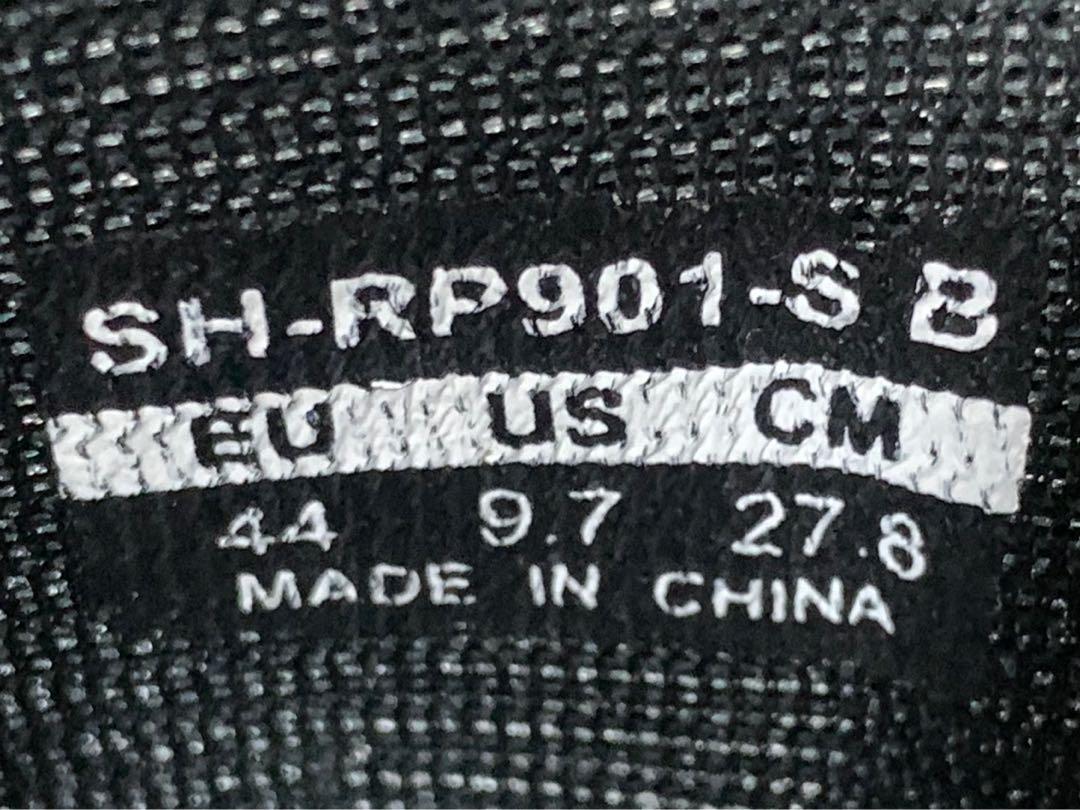 SH-RP901-S B
EU US CM
44 9.7 27.8
MADE IN CHINA